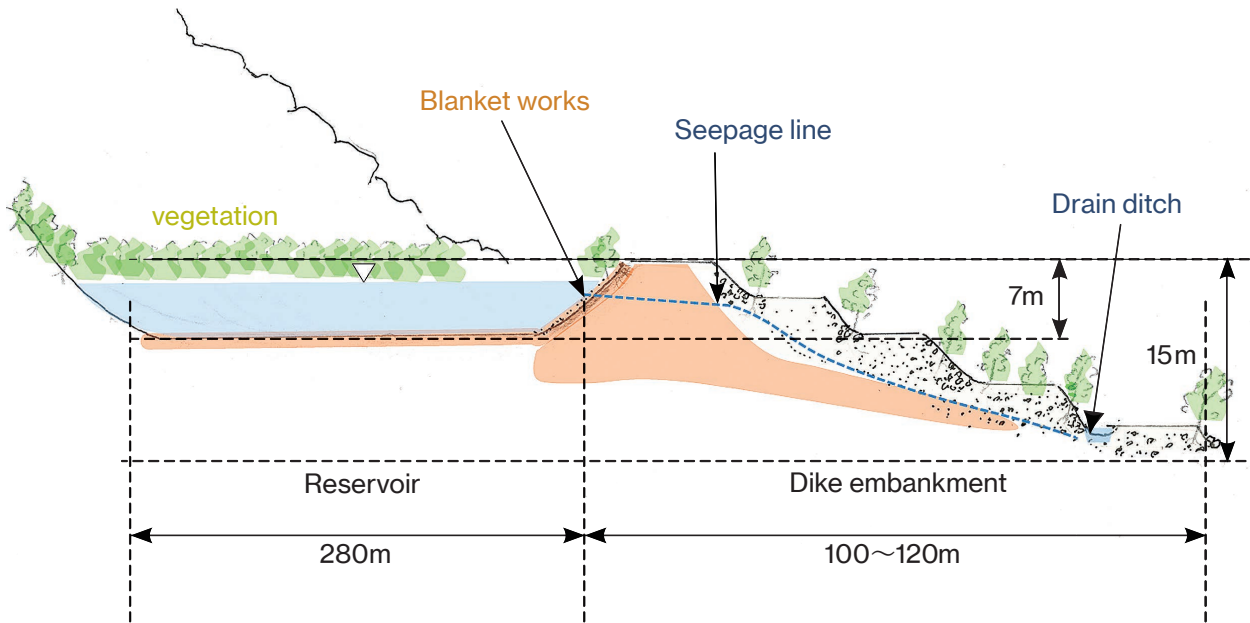 Blanket works
Seepage line
Drain ditch
vegetation
7m
15m
Reservoir
Dike embankment
280m
100～120m